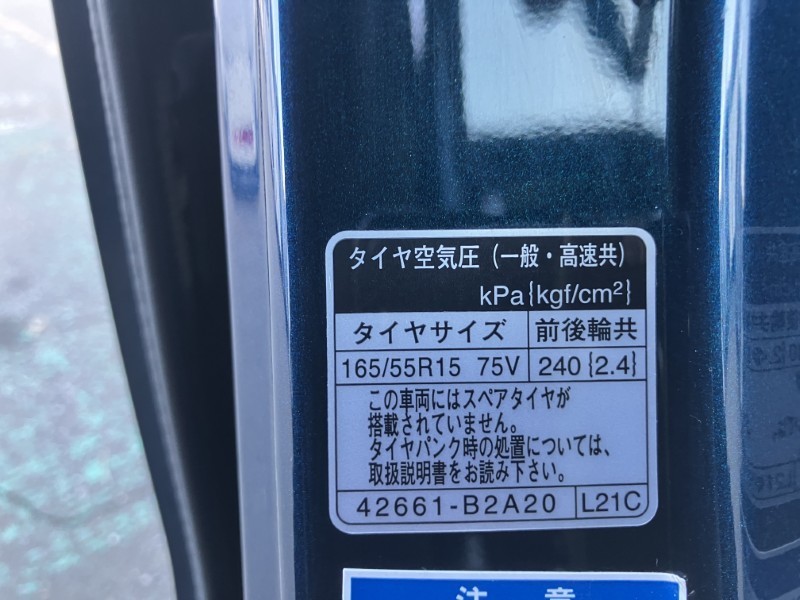 タイヤ空気圧（一般・高速共）
kPa{kgf/cm²}
タイヤサイズ 前後輪共
165/55R15 75V 240{2.4}
この車両にはスペアタイヤが
搭載されていません。
タイヤパンク時の処置については、
取扱説明書をお読み下さい。
42661-B2A20 L21C
注意